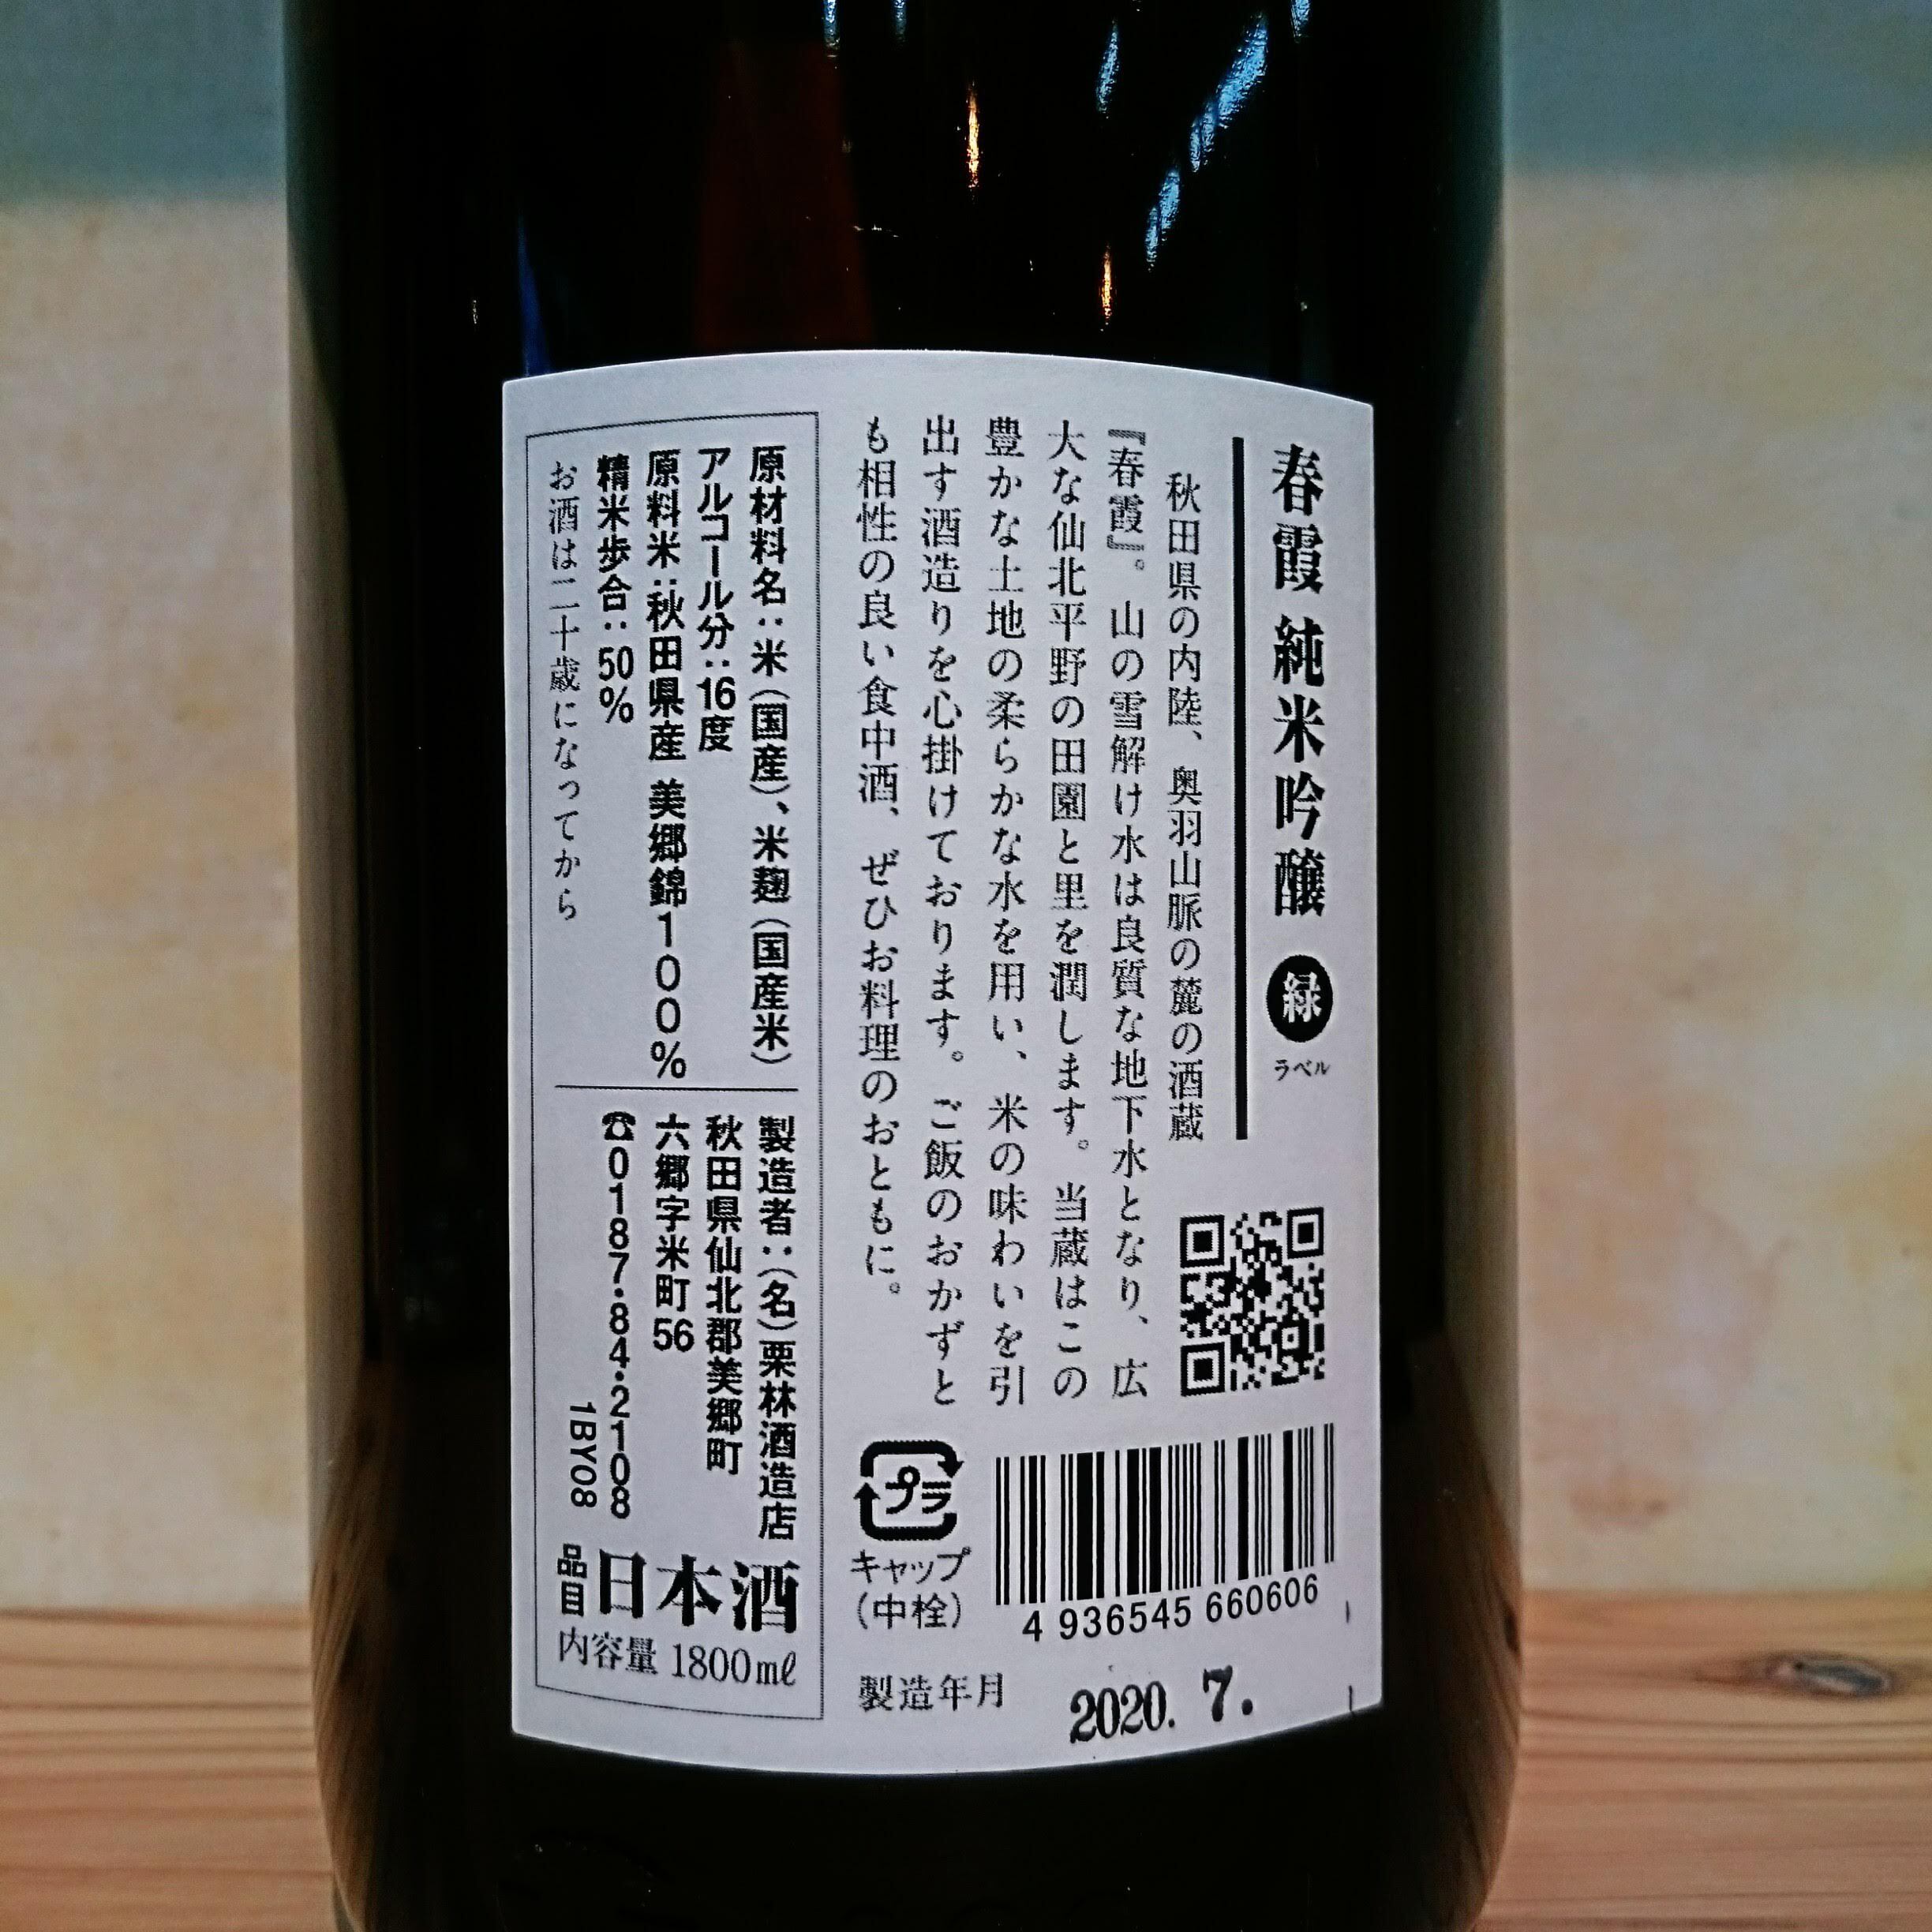 春霞 純米吟醸 緑 ラベル
秋田県の内陸、奥羽山脈の麓の酒蔵
『春霞』。山の雪解け水は良質な地下水となり、広
大な仙北平野の田園と里を潤します。当蔵はこの
豊かな土地の柔らかな水を用い、米の味わいを引
出す酒造りを心掛けております。ご飯のおかずと
も相性の良い食中酒、ぜひお料理のおともに。
原材料名:米(国産)、米麹(国産米)
アルコール分:16度
原料米:秋田県産 美郷錦100%
精米歩合:50%
お酒は二十歳になってから
製造者:(名)栗林酒造店
秋田県仙北郡美郷町
六郷字米町56
☎0187・84・2108
1BY08
品目 日本酒
内容量 1800mℓ
プラ
キャップ
(中栓)
4 936545 660606
製造年月 2020. 7.